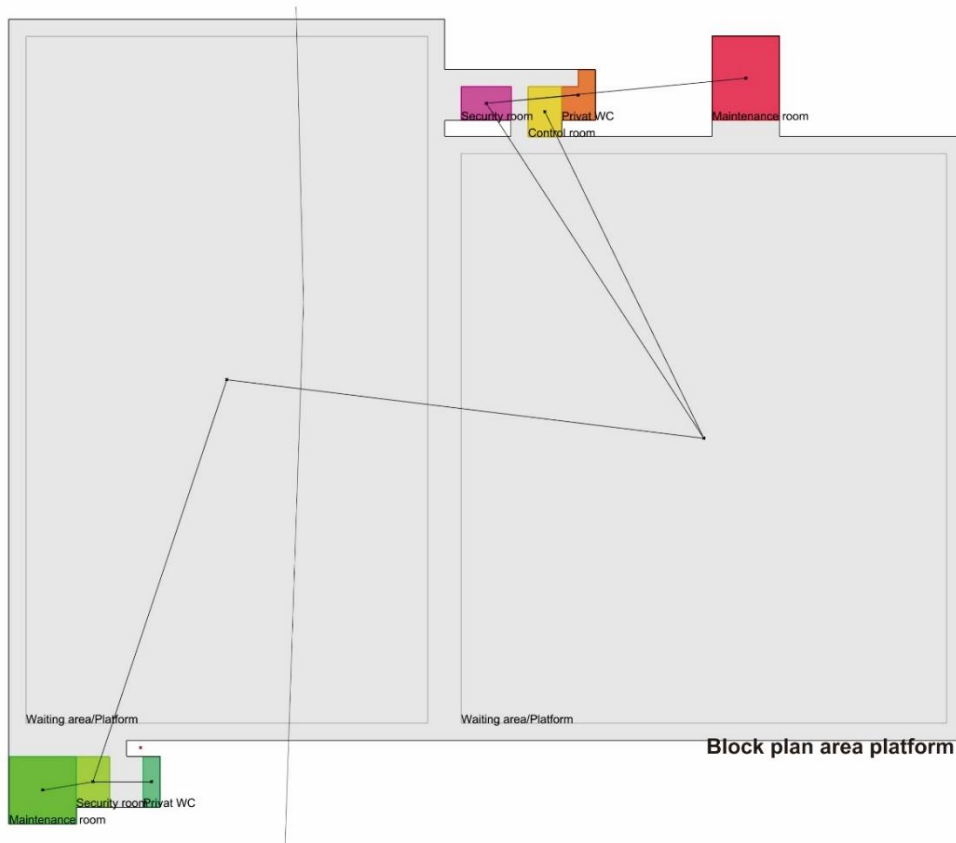 Security room
Privat WC
Maintenance room
Control room
Waiting area/Platform
Waiting area/Platform
Block plan area platform
Security room
Privat WC
Maintenance room